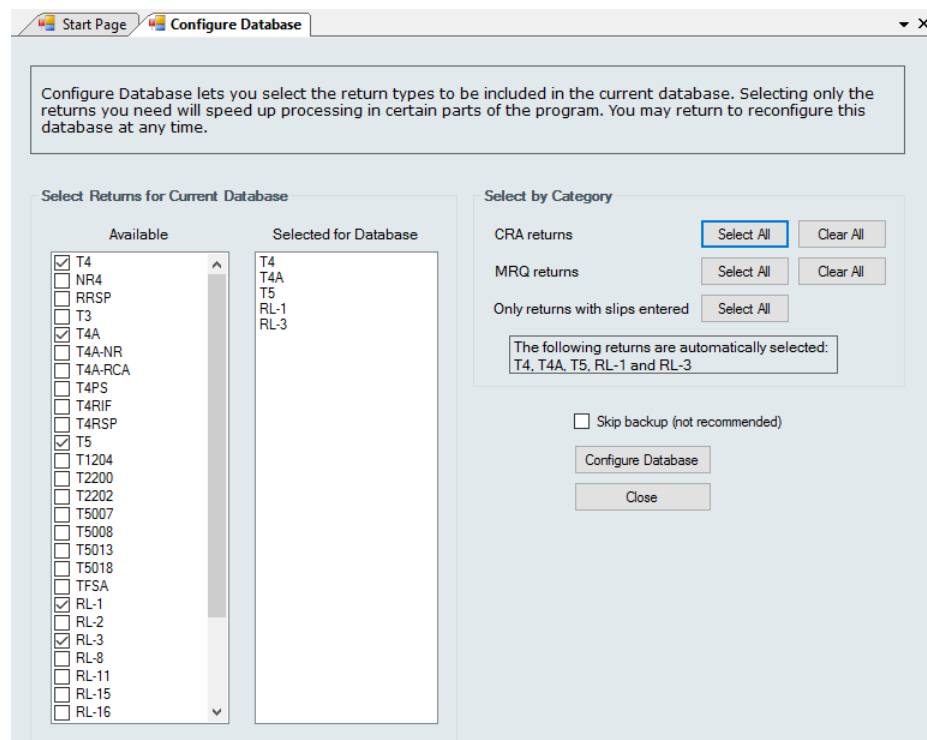 Start Page
Configure Database
Configure Database lets you select the return types to be included in the current database. Selecting only the
returns you need will speed up processing in certain parts of the program. You may return to reconfigure this
database at any time.
Select Returns for Current Database
Available
T4
NR4
RRSP
T3
T4A
T4A-NR
T4A-RCA
T4PS
T4RIF
T4RSP
T5
T1204
T2200
T2202
T5007
T5008
T5013
T5018
TFSA
RL-1
RL-2
RL-3
RL-8
RL-11
RL-15
RL-16
Selected for Database
T4
T4A
T5
RL-1
RL-3
Select by Category
CRA returns Select All Clear All
MRQ returns Select All Clear All
Only returns with slips entered Select All
The following returns are automatically selected:
T4, T4A, T5, RL-1 and RL-3
Skip backup (not recommended)
Configure Database
Close